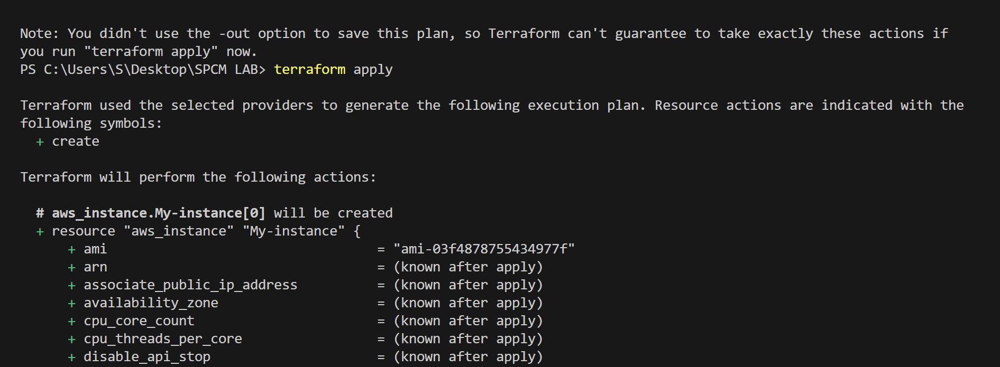 Note: You didn't use the -out option to save this plan, so Terraform can't guarantee to take exactly these actions if
you run "terraform apply" now.
PS C:\Users\S\Desktop\SPCM LAB> terraform apply
Terraform used the selected providers to generate the following execution plan. Resource actions are indicated with the
following symbols:
  + create
Terraform will perform the following actions:
  # aws_instance.My-instance[0] will be created
  + resource "aws_instance" "My-instance" {
      + ami                                  = "ami-03f4878755434977f"
      + arn                                  = (known after apply)
      + associate_public_ip_address          = (known after apply)
      + availability_zone                    = (known after apply)
      + cpu_core_count                       = (known after apply)
      + cpu_threads_per_core                 = (known after apply)
      + disable_api_stop                     = (known after apply)